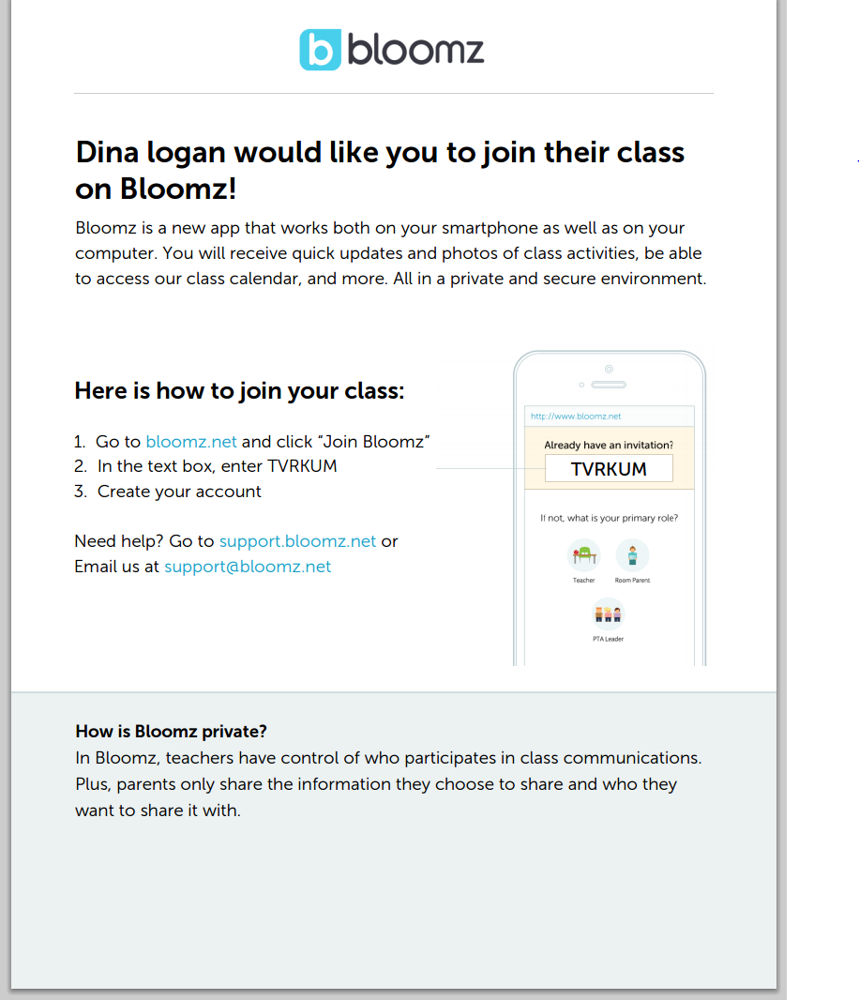 b bloomz
Dina logan would like you to join their class
on Bloomz!
Bloomz is a new app that works both on your smartphone as well as on your
computer. You will receive quick updates and photos of class activities, be able
to access our class calendar, and more. All in a private and secure environment.
Here is how to join your class:
1. Go to bloomz.net and click “Join Bloomz”
2. In the text box, enter TVRKUM
3. Create your account
Need help? Go to support.bloomz.net or
Email us at support@bloomz.net
http://www.bloomz.net
Already have an invitation?
TVRKUM
If not, what is your primary role?
Teacher Room Parent
PTA Leader
How is Bloomz private?
In Bloomz, teachers have control of who participates in class communications.
Plus, parents only share the information they choose to share and who they
want to share it with.